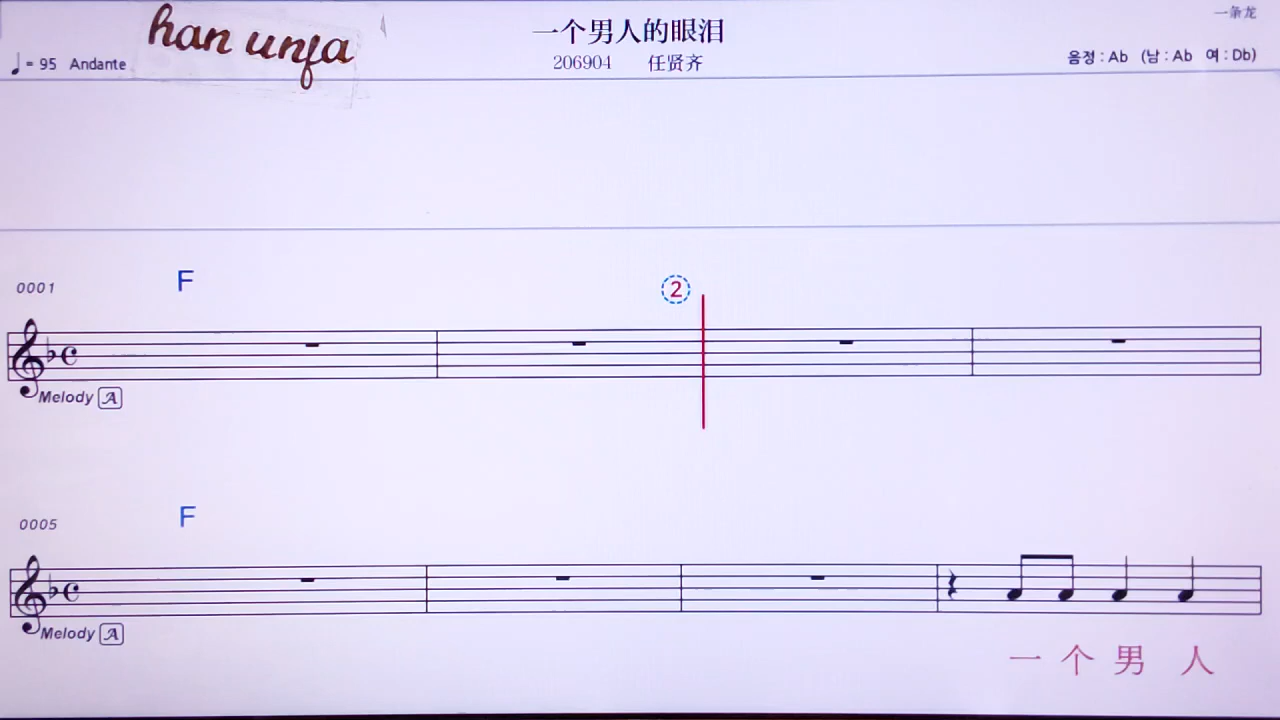 han unfa
一个男人的眼泪
一条龙
♩= 95 Andante
206904 任贤齐
음정 : Ab (남 : Ab 여 : Db)
0001 F ②
Melody A
0005 F
Melody A
一 个 男 人